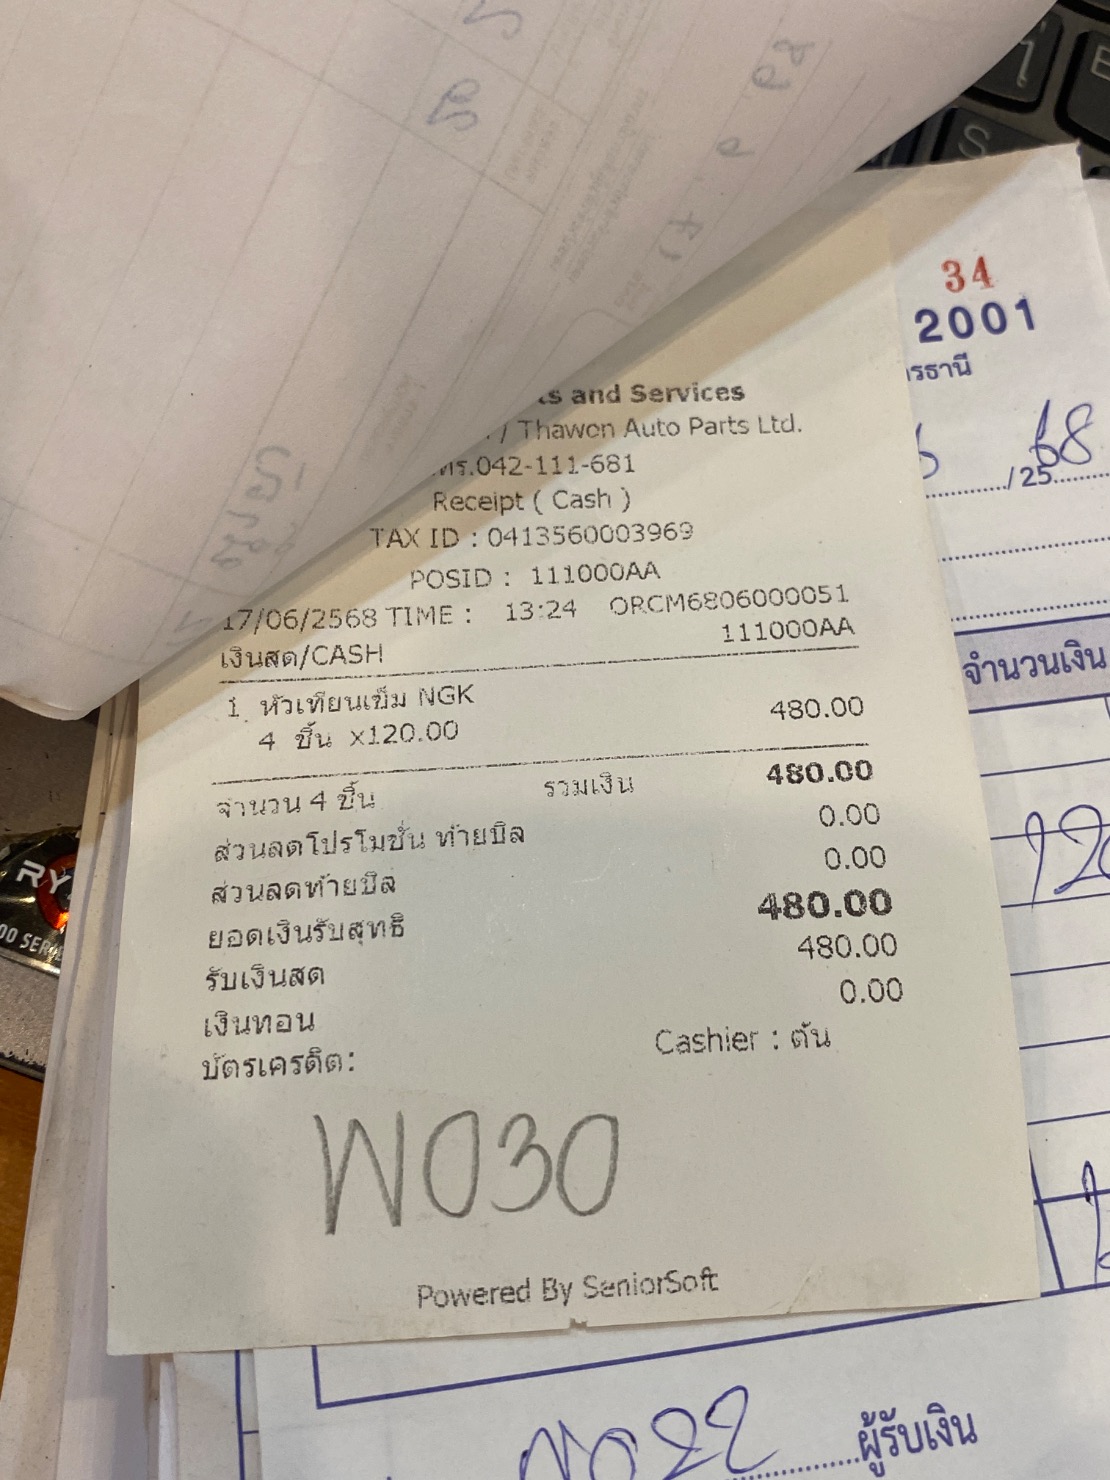 34
2001
รธานี
ts and Services
/ Thawon Auto Parts Ltd.
โทร.042-111-681
/25 68
Receipt ( Cash )
TAX ID : 0413560003969
POSID : 111000AA
17/06/2568 TIME : 13:24 ORCM6806000051
เงินสด/CASH 111000AA
จำนวนเงิน
1 หัวเทียนเข็ม NGK
4 ชิ้น x120.00 480.00
จำนวน 4 ชิ้น รวมเงิน 480.00
ส่วนลดโปรโมชั่น ท้ายบิล 0.00
ส่วนลดท้ายบิล 0.00
ยอดเงินรับสุทธิ 480.00
รับเงินสด 480.00
เงินทอน 0.00
บัตรเครดิต: Cashier : ต้น
W030
Powered By SeniorSoft
ผู้รับเงิน